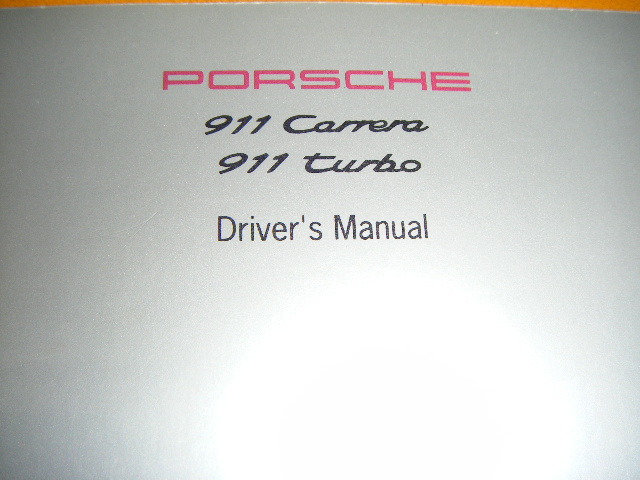 PORSCHE
911 Carrera
911 turbo
Driver's Manual